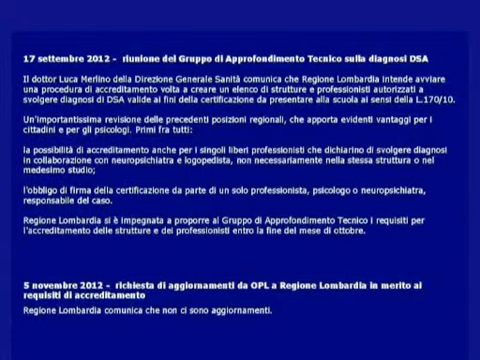 17 settembre 2012 - riunione del Gruppo di Approfondimento Tecnico sulla diagnosi DSA
Il dottor Luca Merlino della Direzione Generale Sanità comunica che Regione Lombardia intende avviare
una procedura di accreditamento volta a creare un elenco di strutture e professionisti autorizzati a
svolgere diagnosi di DSA valide ai fini della certificazione da presentare alla scuola ai sensi della L.170/10.
Un'importantissima revisione delle precedenti posizioni regionali, che apporta evidenti vantaggi per i
cittadini e per gli psicologi. Primi fra tutti:
la possibilità di accreditamento anche per i singoli liberi professionisti che dichiarino di svolgere diagnosi
in collaborazione con neuropsichiatra e logopedista, non necessariamente nella stessa struttura o nel
medesimo studio;
l'obbligo di firma della certificazione da parte di un solo professionista, psicologo o neuropsichiatra,
responsabile del caso.
Regione Lombardia si è impegnata a proporre al Gruppo di Approfondimento Tecnico i requisiti per
l'accreditamento delle strutture e dei professionisti entro la fine del mese di ottobre.
5 novembre 2012 - richiesta di aggiornamenti da OPL a Regione Lombardia in merito ai
requisiti di accreditamento
Regione Lombardia comunica che non ci sono aggiornamenti.